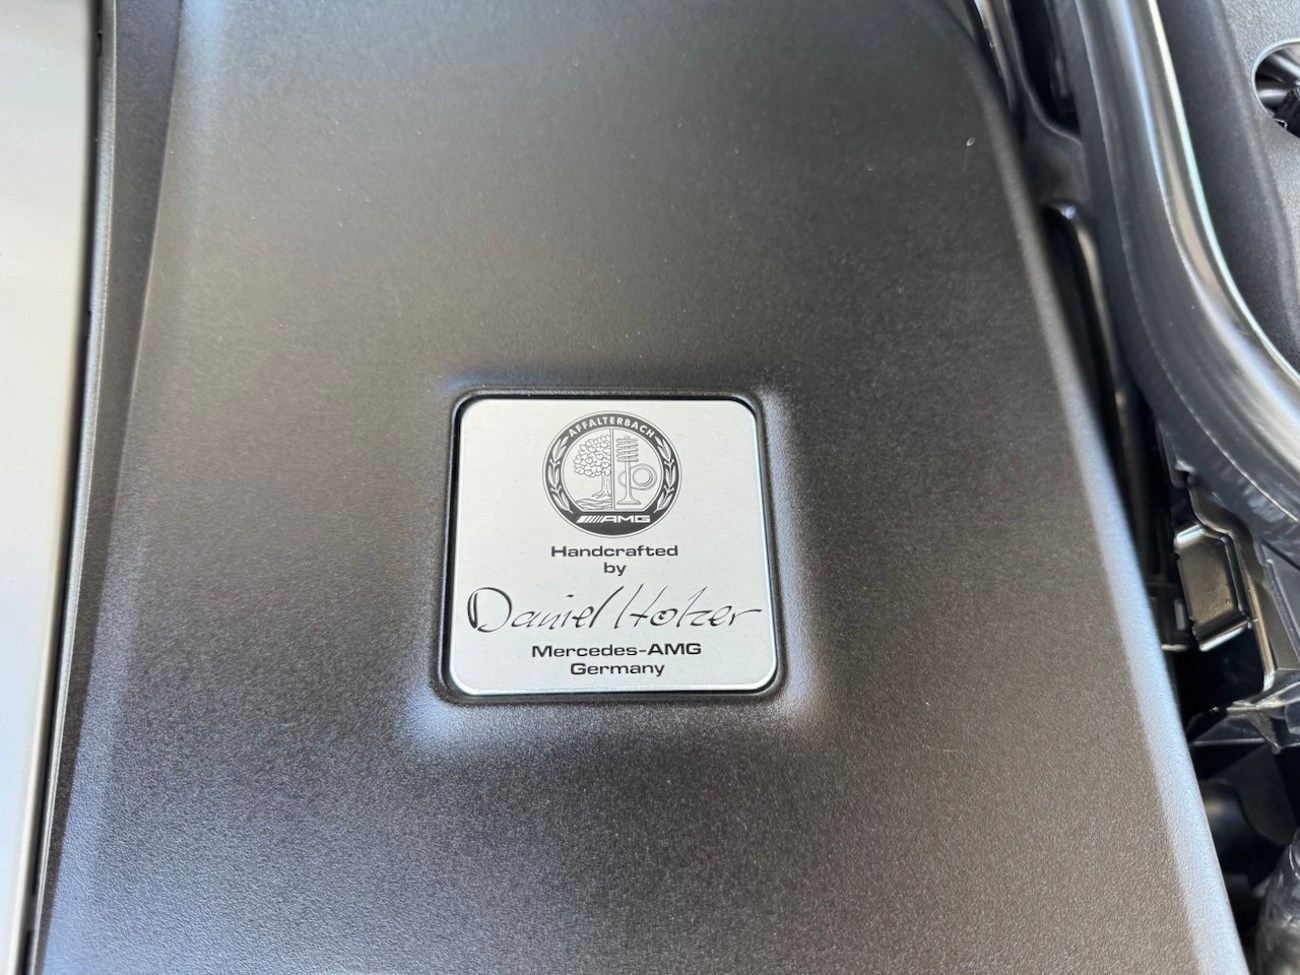 AFFALTERBACH
AMG
Handcrafted
by
Daniel Holzer
Mercedes-AMG
Germany